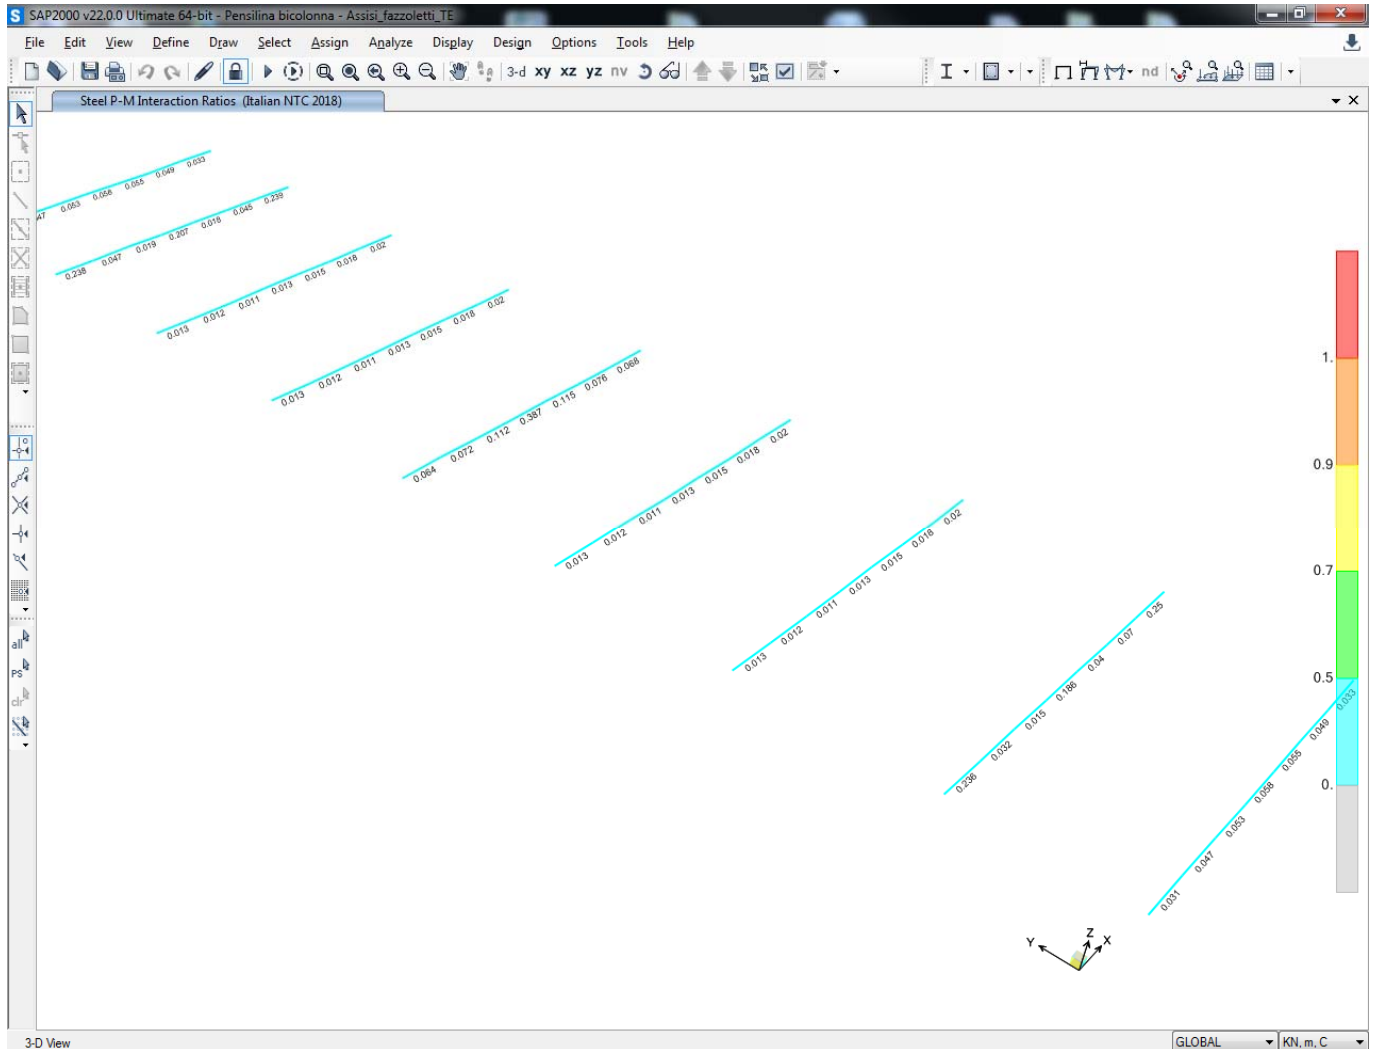 SAP2000 v22.0.0 Ultimate 64-bit - Pensilina bicolonna - Assisi_fazzoletti_TE
File Edit View Define Draw Select Assign Analyze Display Design Options Tools Help
3-d xy xz yz nv nd
Steel P-M Interaction Ratios (Italian NTC 2018)
47 0.053 0.058 0.055 0.049 0.033
0.238 0.047 0.019 0.207 0.018 0.045 0.239
0.013 0.012 0.011 0.013 0.015 0.018 0.02
0.013 0.012 0.011 0.013 0.015 0.018 0.02
0.064 0.072 0.112 0.387 0.115 0.076 0.068
0.013 0.012 0.011 0.013 0.015 0.018 0.02
0.013 0.012 0.011 0.013 0.015 0.018 0.02
0.236 0.032 0.015 0.186 0.04 0.07 0.25
0.031 0.047 0.053 0.058 0.055 0.049 0.033
1.
0.9
0.7
0.5
0.
all
PS
clr
Y Z X
3-D View
GLOBAL
KN, m, C